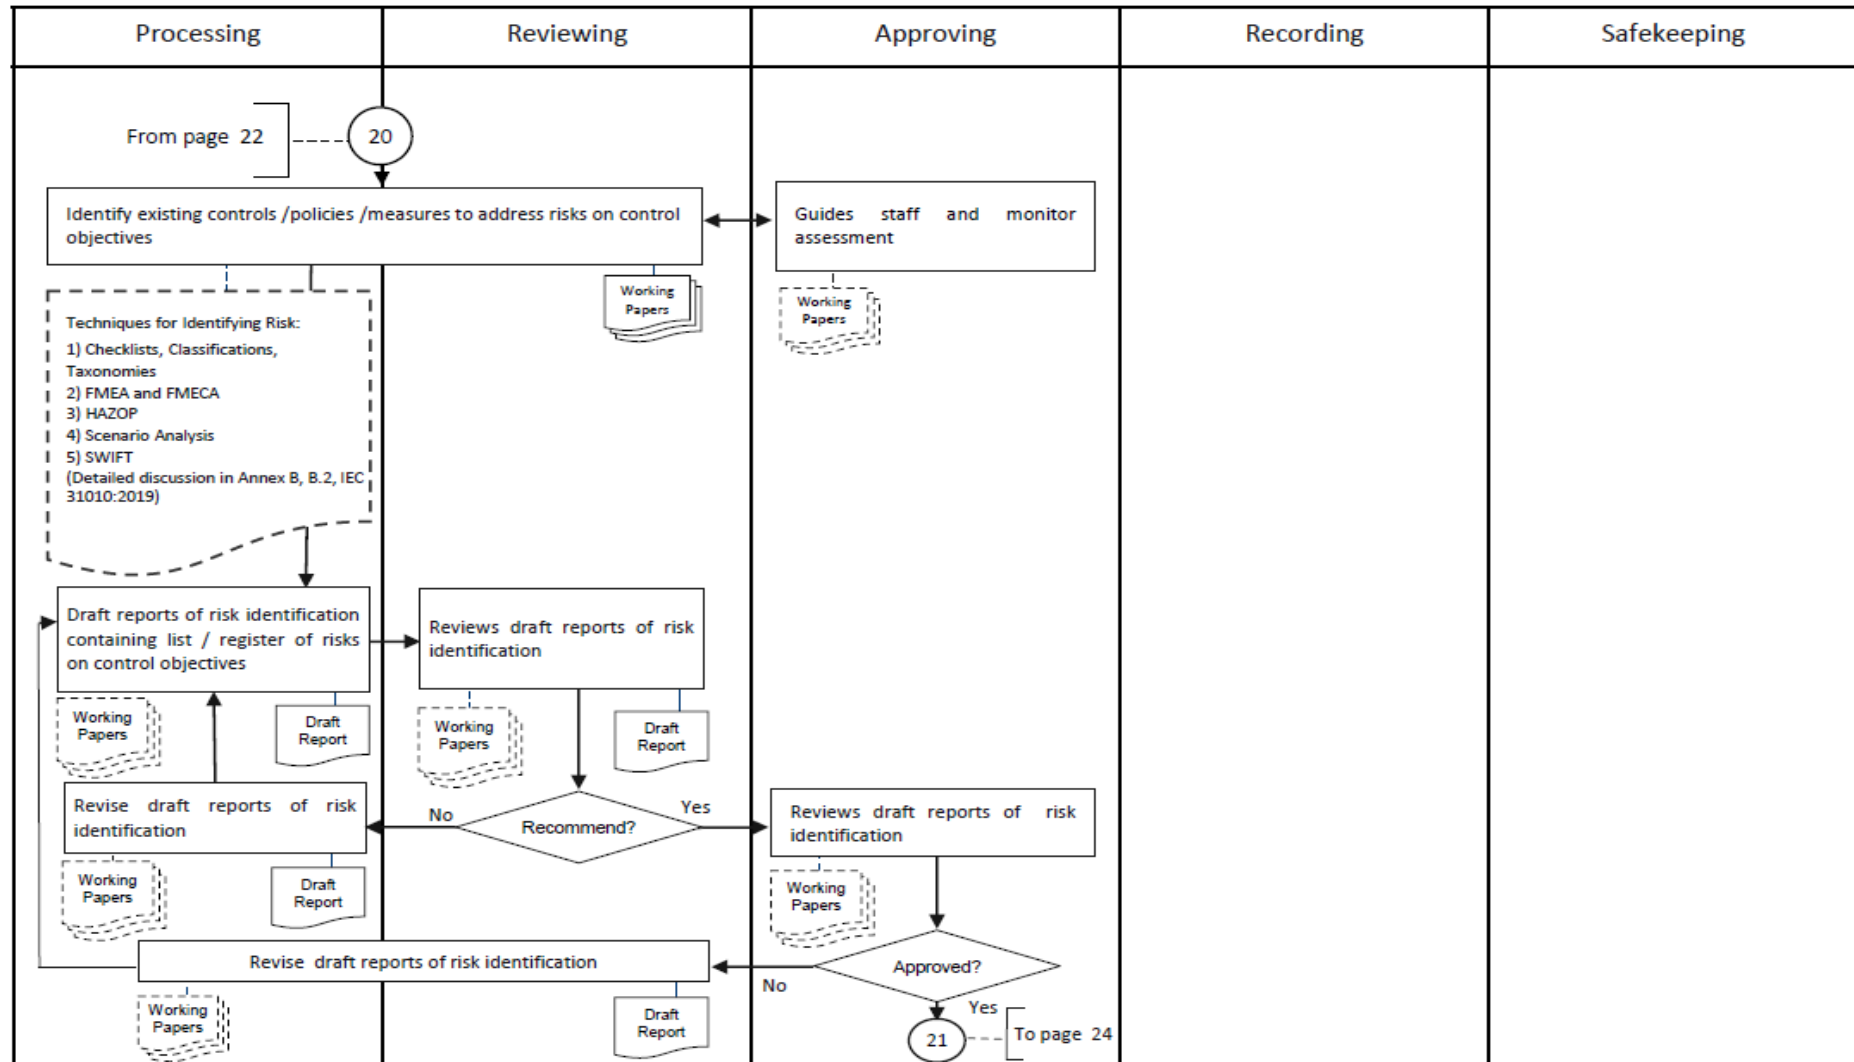 Processing
Reviewing
Approving
Recording
Safekeeping
From page 22
20
Identify existing controls /policies /measures to address risks on control
objectives
Guides staff and monitor
assessment
Working
Papers
Working
Papers
Techniques for Identifying Risk:
1) Checklists, Classifications,
Taxonomies
2) FMEA and FMECA
3) HAZOP
4) Scenario Analysis
5) SWIFT
(Detailed discussion in Annex B, B.2, IEC
31010:2019)
Draft reports of risk identification
containing list / register of risks
on control objectives
Reviews draft reports of risk
identification
Working
Papers
Draft
Report
Working
Papers
Draft
Report
Revise draft reports of risk
identification
No
Recommend?
Yes
Reviews draft reports of risk
identification
Working
Papers
Draft
Report
Working
Papers
Revise draft reports of risk identification
No
Approved?
Working
Papers
Draft
Report
Yes
21
To page 24